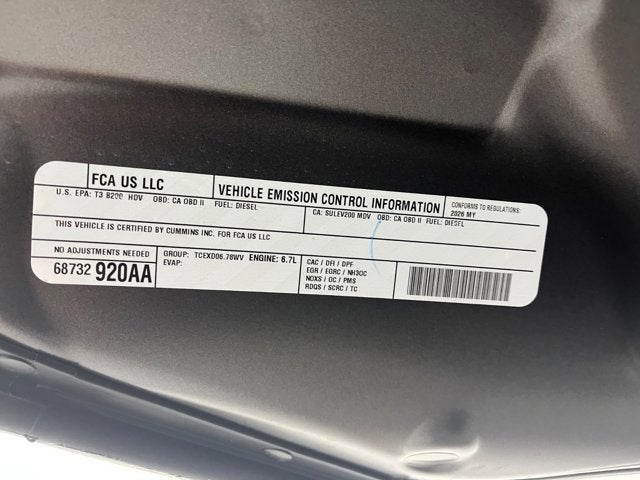 FCA US LLC
VEHICLE EMISSION CONTROL INFORMATION
CONFORMS TO REGULATIONS:
2026 MY
U.S. EPA: T3 B200 HDV OBD: CA OBD II FUEL: DIESEL
CA: SULEV200 MDV OBD: CA OBD II FUEL: DIESEL
THIS VEHICLE IS CERTIFIED BY CUMMINS INC. FOR FCA US LLC
NO ADJUSTMENTS NEEDED
68732 920AA
GROUP: TCEXD06.78WV ENGINE: 6.7L
EVAP:
CAC / DFI / DPF
EGR / EGRC / NH3OC
NOXS / OC / PMS
RDQS / SCRC / TC